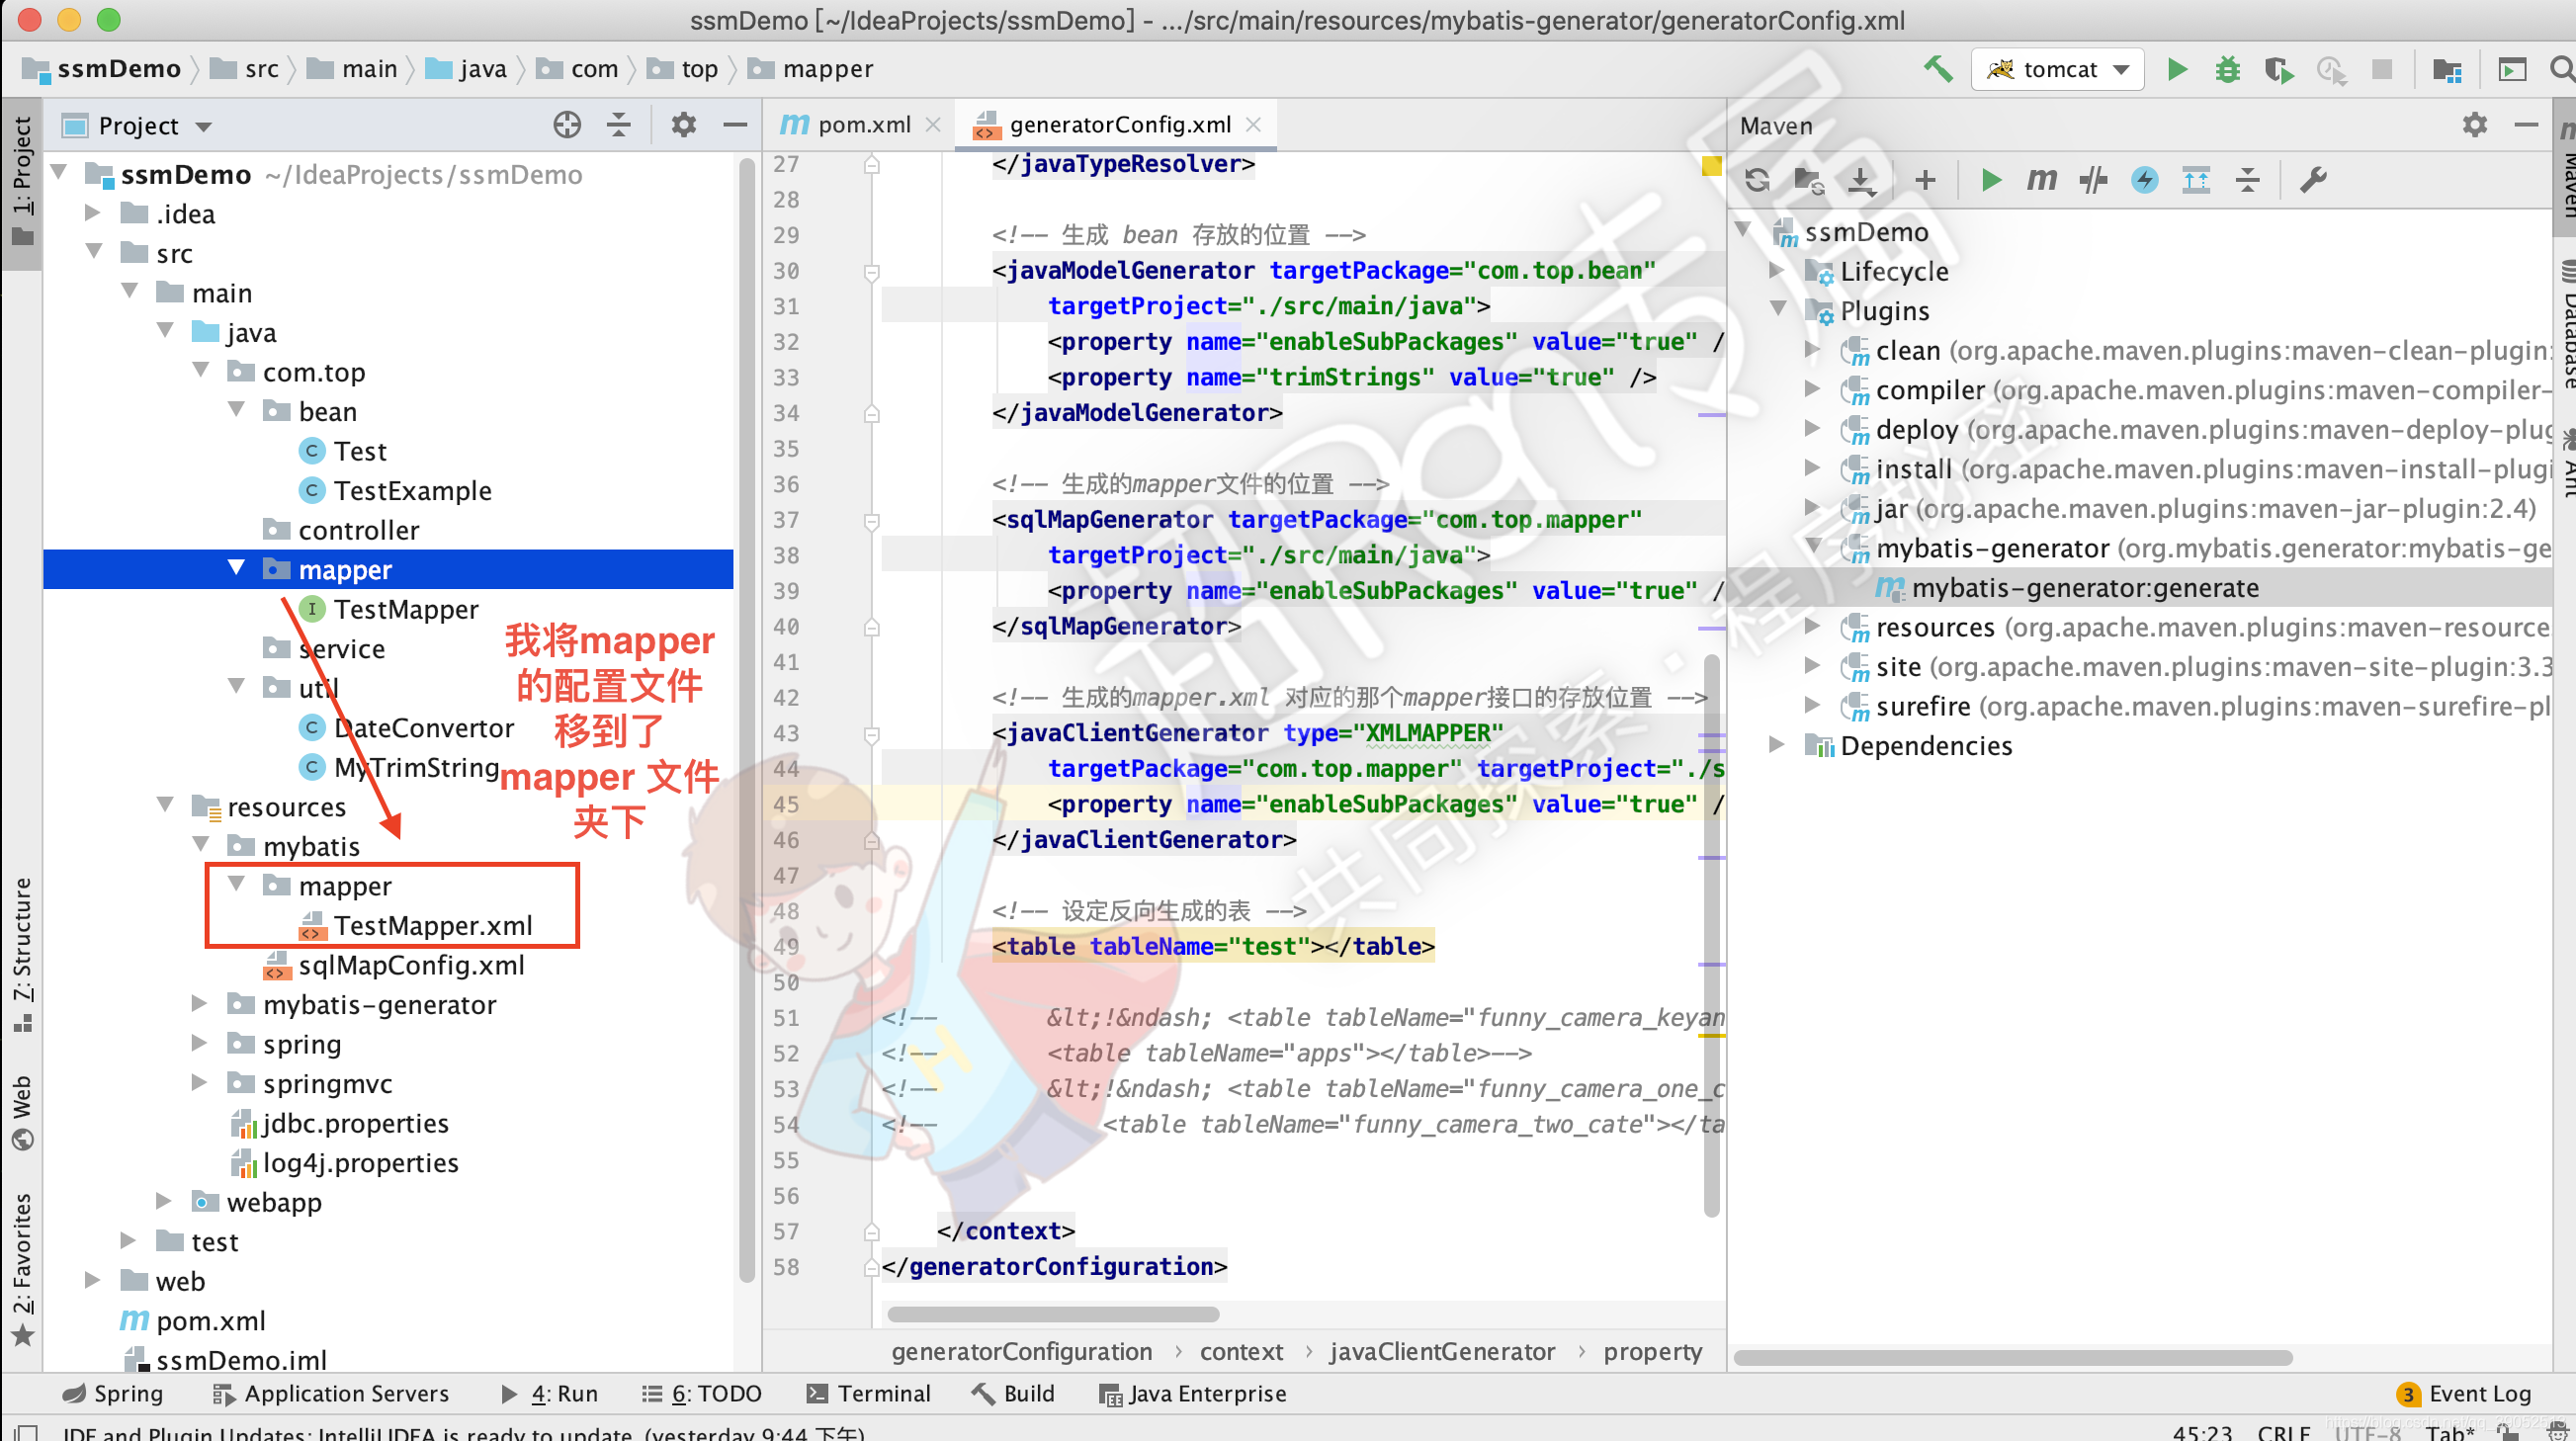 ssmDemo [~/IdeaProjects/ssmDemo] - .../src/main/resources/mybatis-generator/generatorConfig.xml
ssmDemo src main java com top mapper
tomcat
Project
pom.xml
generatorConfig.xml
Maven
1: Project
Z: Structure
Web
2: Favorites
ssmDemo ~/IdeaProjects/ssmDemo
.idea
src
main
java
com.top
bean
Test
TestExample
controller
mapper
TestMapper
service
util
DateConvertor
MyTrimString
resources
mybatis
mapper
TestMapper.xml
sqlMapConfig.xml
mybatis-generator
spring
springmvc
jdbc.properties
log4j.properties
webapp
test
web
pom.xml
ssmDemo.iml
我将mapper
的配置文件
移到了
mapper 文件
夹下
27 </javaTypeResolver>
28
29 <!-- 生成 bean 存放的位置 -->
30 <javaModelGenerator targetPackage="com.top.bean"
31 targetProject="./src/main/java">
32 <property name="enableSubPackages" value="true" /
33 <property name="trimStrings" value="true" />
34 </javaModelGenerator>
35
36 <!-- 生成的mapper文件的位置 -->
37 <sqlMapGenerator targetPackage="com.top.mapper"
38 targetProject="./src/main/java">
39 <property name="enableSubPackages" value="true" /
40 </sqlMapGenerator>
41
42 <!-- 生成的mapper.xml 对应的那个mapper接口的存放位置 -->
43 <javaClientGenerator type="XMLMAPPER"
44 targetPackage="com.top.mapper" targetProject="./s
45 <property name="enableSubPackages" value="true" /
46 </javaClientGenerator>
47
48 <!-- 设定反向生成的表 -->
49 <table tableName="test"></table>
50
51 <!-- &lt;!&ndash; <table tableName="funny_camera_keyan
52 <!-- <table tableName="apps"></table>-->
53 <!-- &lt;!&ndash; <table tableName="funny_camera_one_c
54 <!-- <table tableName="funny_camera_two_cate"></ta
55
56
57 </context>
58 </generatorConfiguration>
generatorConfiguration › context › javaClientGenerator › property
ssmDemo
Lifecycle
Plugins
clean (org.apache.maven.plugins:maven-clean-plugin:
compiler (org.apache.maven.plugins:maven-compiler-
deploy (org.apache.maven.plugins:maven-deploy-plug
install (org.apache.maven.plugins:maven-install-plugi
jar (org.apache.maven.plugins:maven-jar-plugin:2.4)
mybatis-generator (org.mybatis.generator:mybatis-ge
mybatis-generator:generate
resources (org.apache.maven.plugins:maven-resource
site (org.apache.maven.plugins:maven-site-plugin:3.3
surefire (org.apache.maven.plugins:maven-surefire-pl
Dependencies
Maven
Database
Ant
超Rqt专属
共同探索·程序秘密
Spring
Application Servers
4: Run
6: TODO
Terminal
Build
Java Enterprise
3 Event Log
IDE and Plugin Updates: IntelliJ IDEA is ready to update. (yesterday 9:44 下午)
45:23 CRLF UTF-8 Tab*